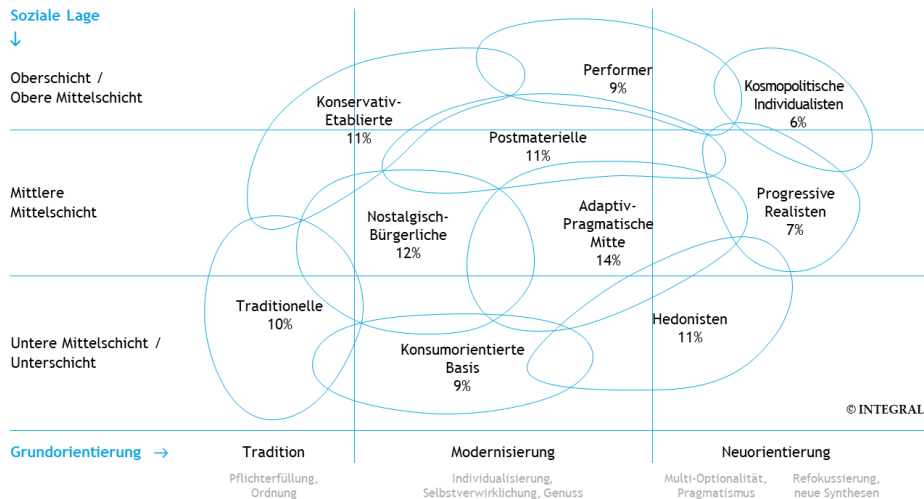 Soziale Lage
↓
Oberschicht /
Obere Mittelschicht
Mittlere
Mittelschicht
Untere Mittelschicht /
Unterschicht
Konservativ-
Etablierte
11%
Performer
9%
Kosmopolitische
Individualisten
6%
Postmaterielle
11%
Nostalgisch-
Bürgerliche
12%
Adaptiv-
Pragmatische
Mitte
14%
Progressive
Realisten
7%
Traditionelle
10%
Konsumorientierte
Basis
9%
Hedonisten
11%
© INTEGRAL
Grundorientierung →
Tradition
Modernisierung
Neuorientierung
Pflichterfüllung,
Ordnung
Individualisierung,
Selbstverwirklichung, Genuss
Multi-Optionalität,
Pragmatismus
Refokussierung,
neue Synthesen